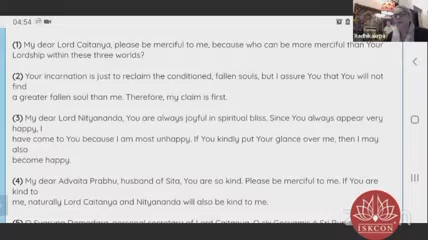 04:54
Radhika kripa
(1) My dear Lord Caitanya, please be merciful to me, because who can be more merciful than Your
Lordship within these three worlds?
(2) Your incarnation is just to reclaim the conditioned, fallen souls, but I assure You that You will not
find
a greater fallen soul than me. Therefore, my claim is first.
(3) My dear Lord Nityananda, You are always joyful in spiritual bliss. Since You always appear very
happy, I
have come to You because I am most unhappy. If You kindly put Your glance over me, then I may
also
become happy.
(4) My dear Advaita Prabhu, husband of Sita, You are so kind. Please be merciful to me. If You are
kind to
me, naturally Lord Caitanya and Nityananda will also be kind to me.
ISKCON